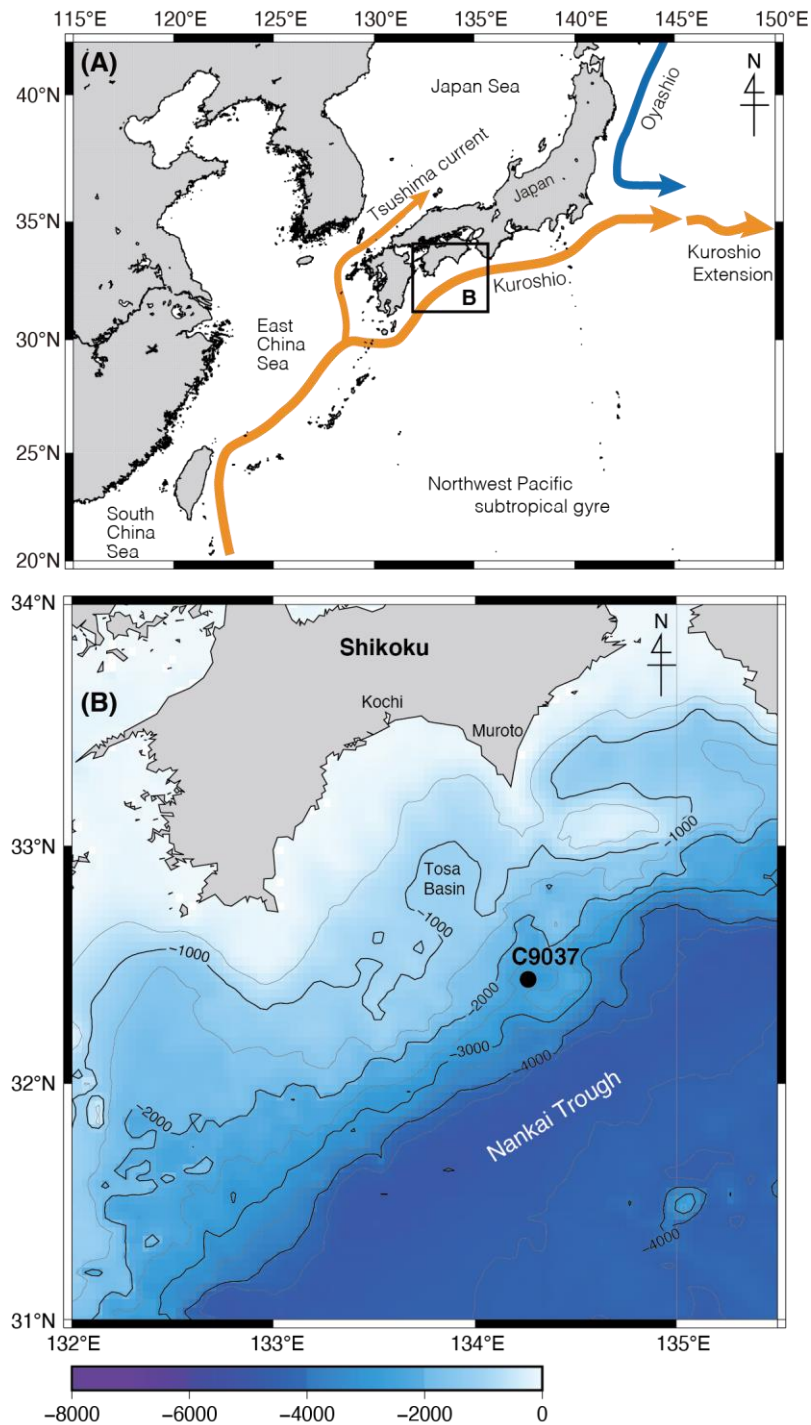 115°E 120°E 125°E 130°E 135°E 140°E 145°E 150°E
(A)
N
40°N
Japan Sea
Oyashio
Tsushima current
Japan
35°N
Kuroshio
Extension
B
Kuroshio
East
China
Sea
30°N
25°N
Northwest Pacific
subtropical gyre
South
China
Sea
20°N
34°N
(B)
Shikoku
N
Kochi
Muroto
33°N
-1000
Tosa
Basin
-1000
-1000
C9037
-2000
-3000
-4000
32°N
-2000
Nankai Trough
-4000
31°N
132°E 133°E 134°E 135°E
-8000 -6000 -4000 -2000 0